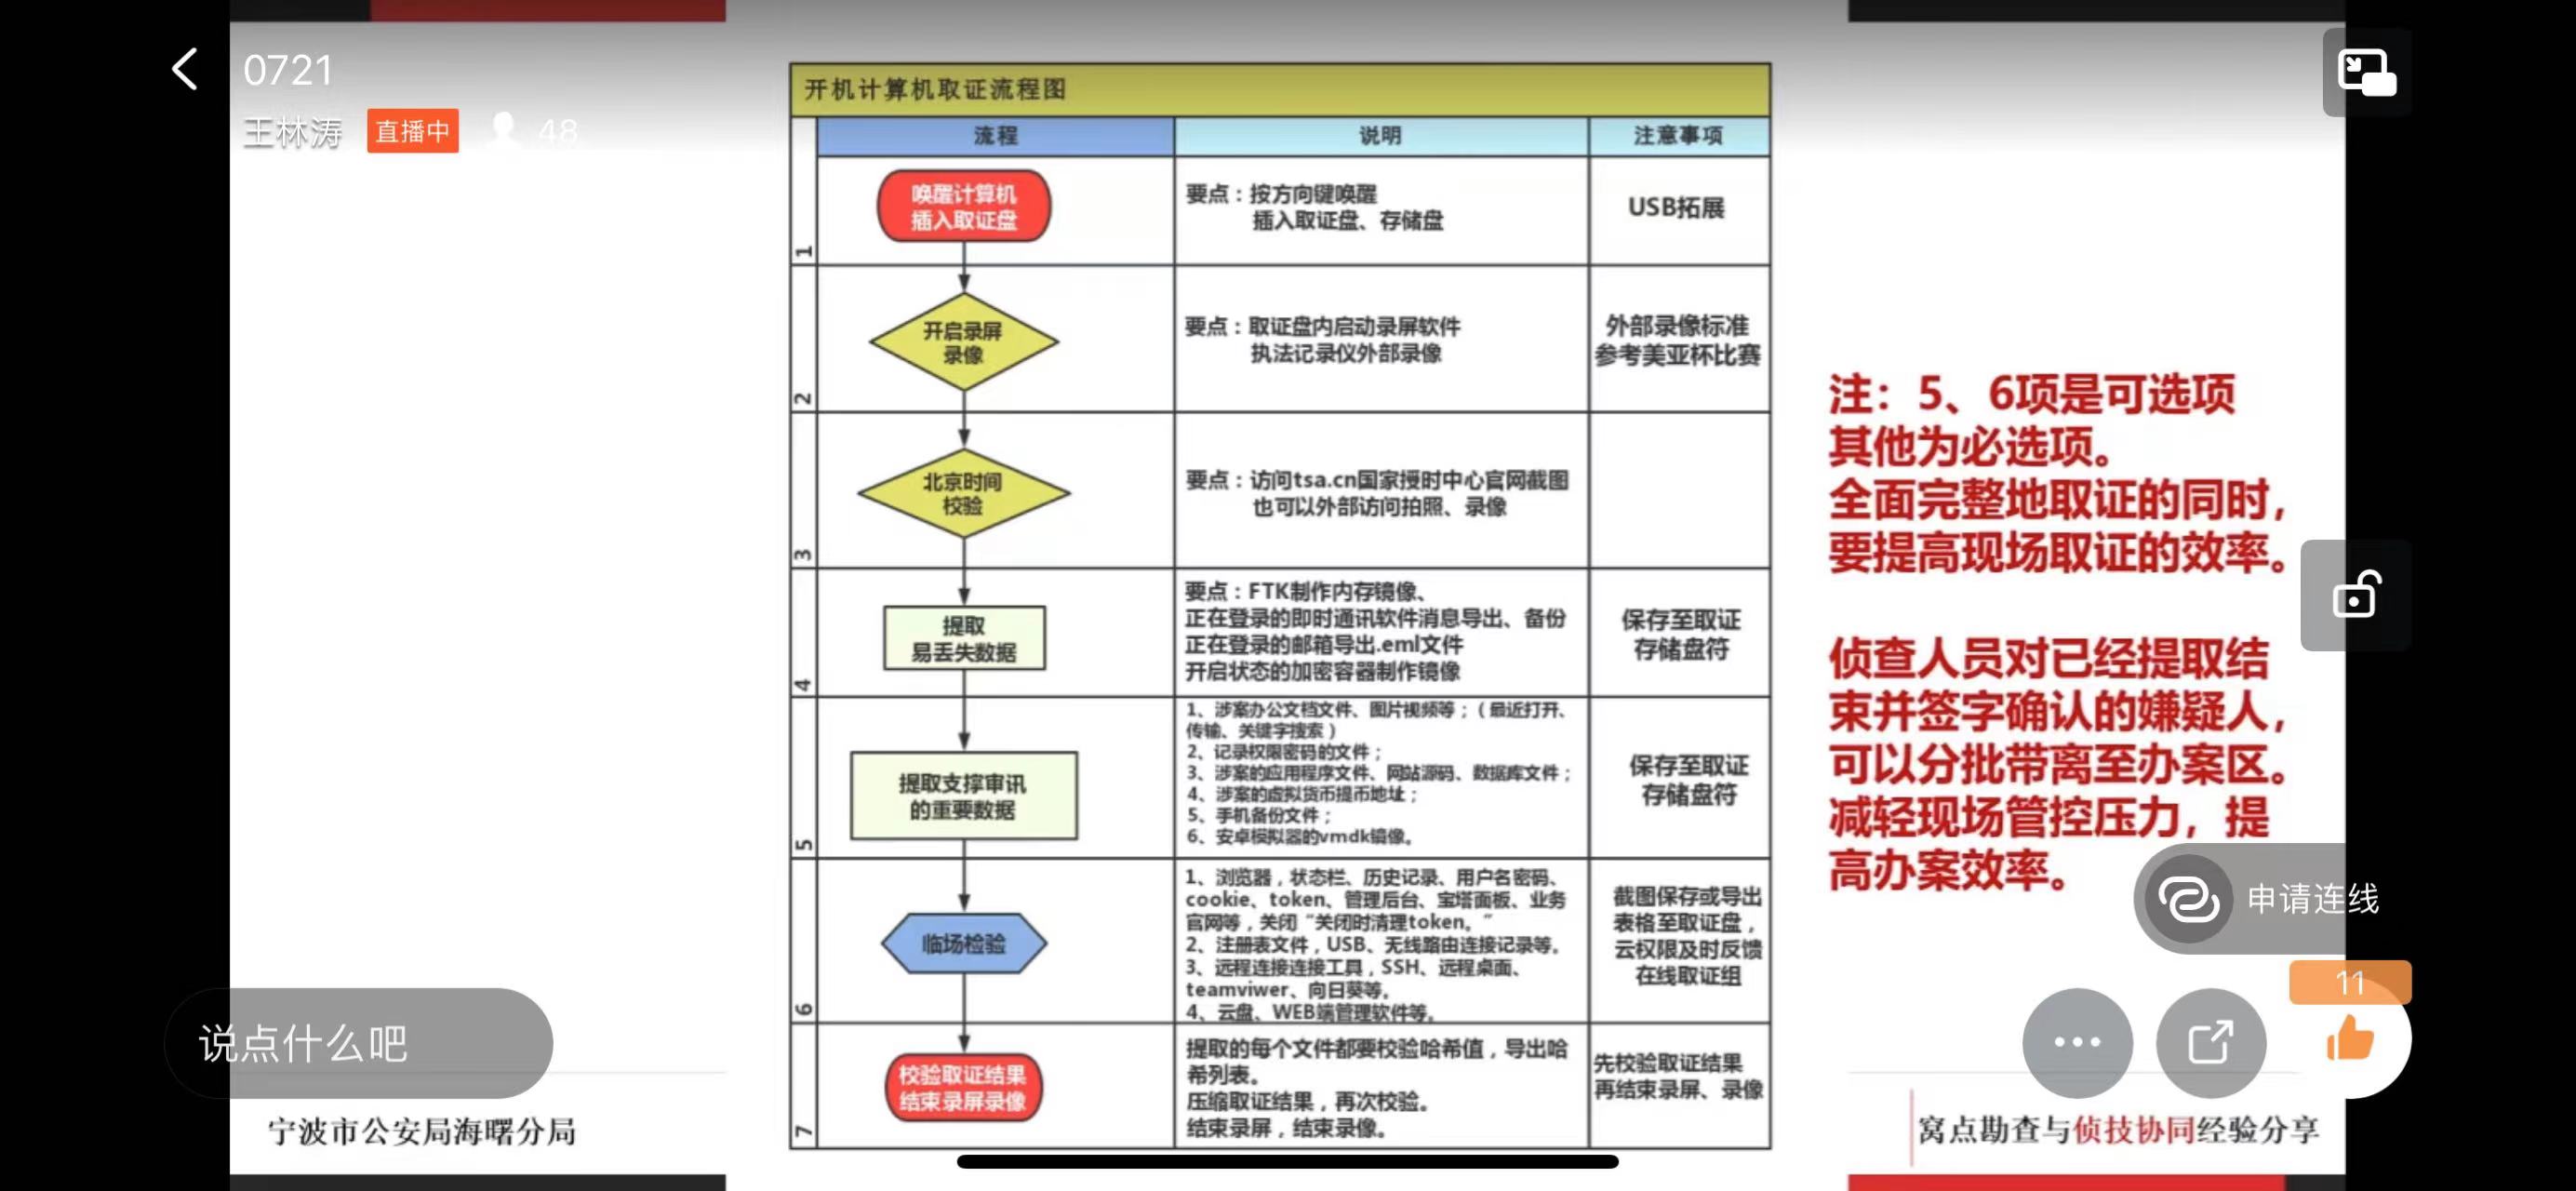 0721
王林涛 直播中 48
开机计算机取证流程图
流程 说明 注意事项
1
唤醒计算机
插入取证盘
要点：按方向键唤醒
插入取证盘、存储盘
USB拓展
2
开启录屏
录像
要点：取证盘内启动录屏软件
执法记录仪外部录像
外部录像标准
参考美亚杯比赛
3
北京时间
校验
要点：访问tsa.cn国家授时中心官网截图
也可以外部访问拍照、录像
4
提取
易丢失数据
要点：FTK制作内存镜像、
正在登录的即时通讯软件消息导出、备份
正在登录的邮箱导出.eml文件
开启状态的加密容器制作镜像
保存至取证
存储盘符
5
提取支撑审讯
的重要数据
1、涉案办公文档文件、图片视频等；（最近打开、
传输、关键字搜索）
2、记录权限密码的文件；
3、涉案的应用程序文件、网站源码、数据库文件；
4、涉案的虚拟货币提币地址；
5、手机备份文件；
6、安卓模拟器的vmdk镜像。
保存至取证
存储盘符
6
临场检验
1、浏览器，状态栏、历史记录、用户名密码、
cookie、token、管理后台、宝塔面板、业务
官网等，关闭“关闭时清理token。”
2、注册表文件，USB、无线路由连接记录等。
3、远程连接连接工具，SSH、远程桌面、
teamviwer、向日葵等。
4、云盘、WEB端管理软件等。
截图保存或导出
表格至取证盘，
云权限及时反馈
在线取证组
7
校验取证结果
结束录屏录像
提取的每个文件都要校验哈希值，导出哈
希列表。
压缩取证结果，再次校验。
结束录屏，结束录像。
先校验取证结果
再结束录屏、录像
注：5、6项是可选项
其他为必选项。
全面完整地取证的同时，
要提高现场取证的效率。
侦查人员对已经提取结
束并签字确认的嫌疑人，
可以分批带离至办案区。
减轻现场管控压力，提
高办案效率。
申请连线
11
说点什么吧
宁波市公安局海曙分局
窝点勘查与侦技协同经验分享